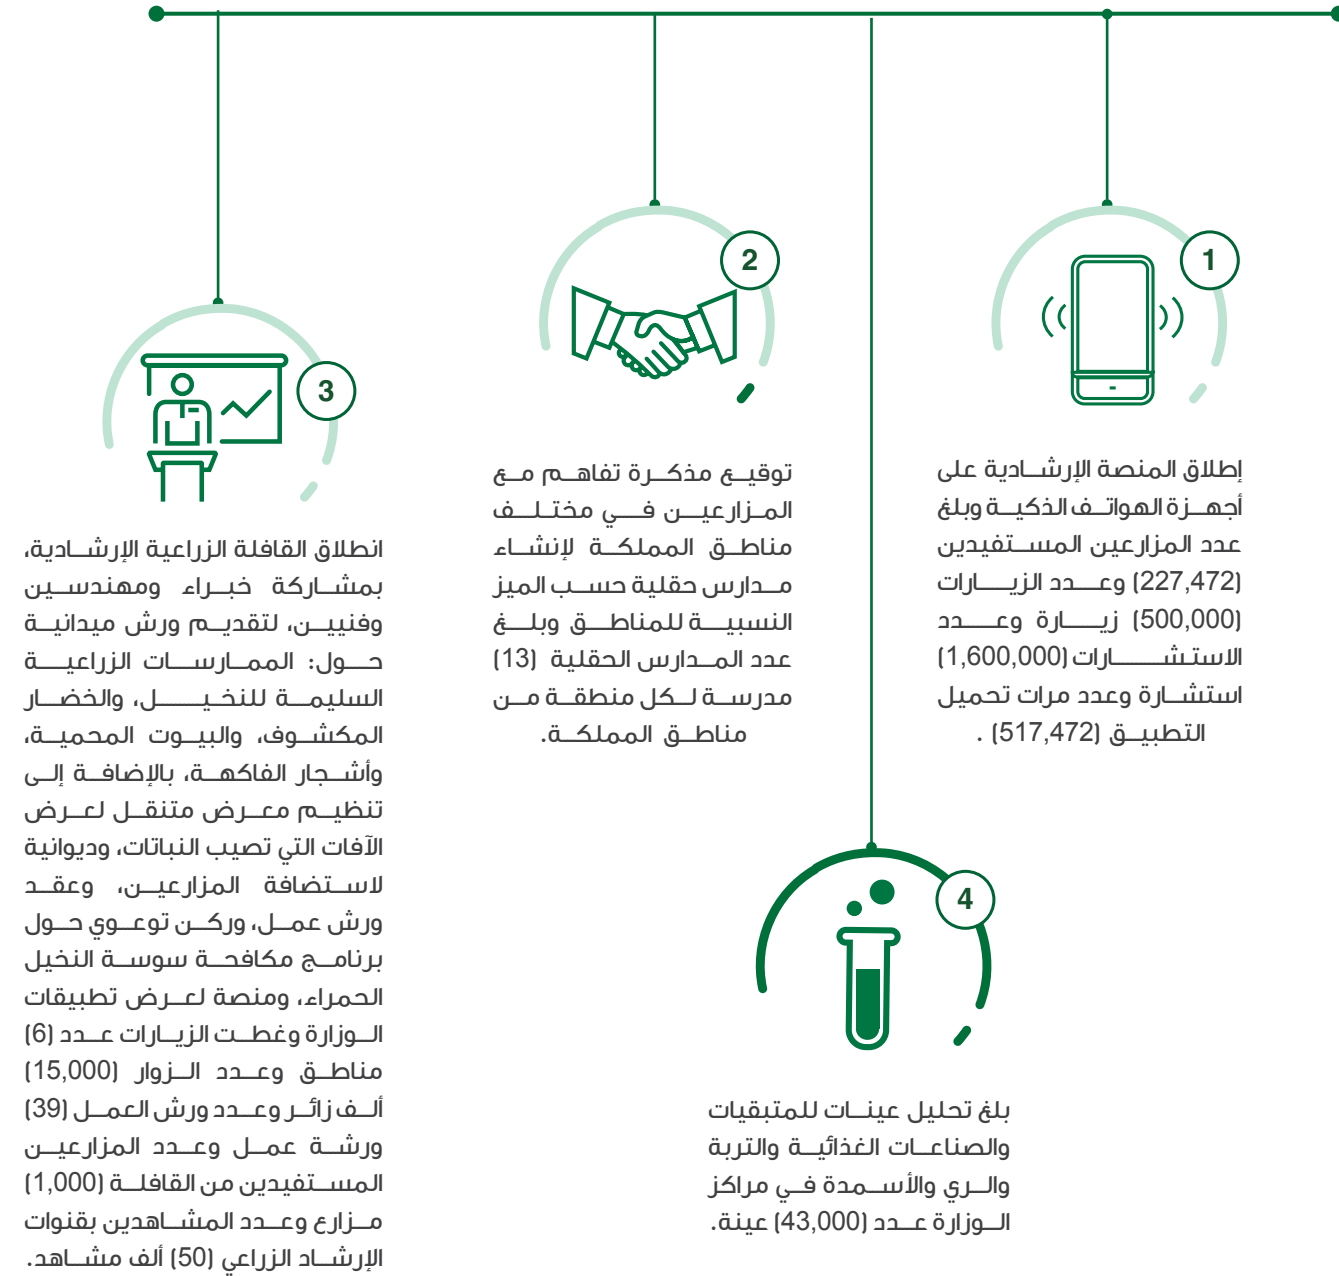 1
إطلاق المنصة الإرشادية على
أجهزة الهواتف الذكية وبلغ
عدد المزارعين المستفيدين
(227,472) وعدد الزيارات
(500,000) زيارة وعدد
الاستشارات (1,600,000)
استشارة وعدد مرات تحميل
التطبيق (517,472) .
2
توقيع مذكرة تفاهم مع
المزارعين في مختلف
مناطق المملكة لإنشاء
مدارس حقلية حسب الميز
النسبية للمناطق وبلغ
عدد المدارس الحقلية (13)
مدرسة لكل منطقة من
مناطق المملكة.
3
انطلاق القافلة الزراعية الإرشادية،
بمشاركة خبراء ومهندسين
وفنيين، لتقديم ورش ميدانية
حول: الممارسات الزراعية
السليمة للنخيل، والخضار
المكشوف، والبيوت المحمية،
وأشجار الفاكهة، بالإضافة إلى
تنظيم معرض متنقل لعرض
الآفات التي تصيب النباتات، وديوانية
لاستضافة المزارعين، وعقد
ورش عمل، وركن توعوي حول
برنامج مكافحة سوسة النخيل
الحمراء، ومنصة لعرض تطبيقات
الوزارة وغطت الزيارات عدد (6)
مناطق وعدد الزوار (15,000)
ألف زائر وعدد ورش العمل (39)
ورشة عمل وعدد المزارعين
المستفيدين من القافلة (1,000)
مزارع وعدد المشاهدين بقنوات
الإرشاد الزراعي (50) ألف مشاهد.
4
بلغ تحليل عينات للمتبقيات
والصناعات الغذائية والتربة
والري والأسمدة في مراكز
الوزارة عدد (43,000) عينة.